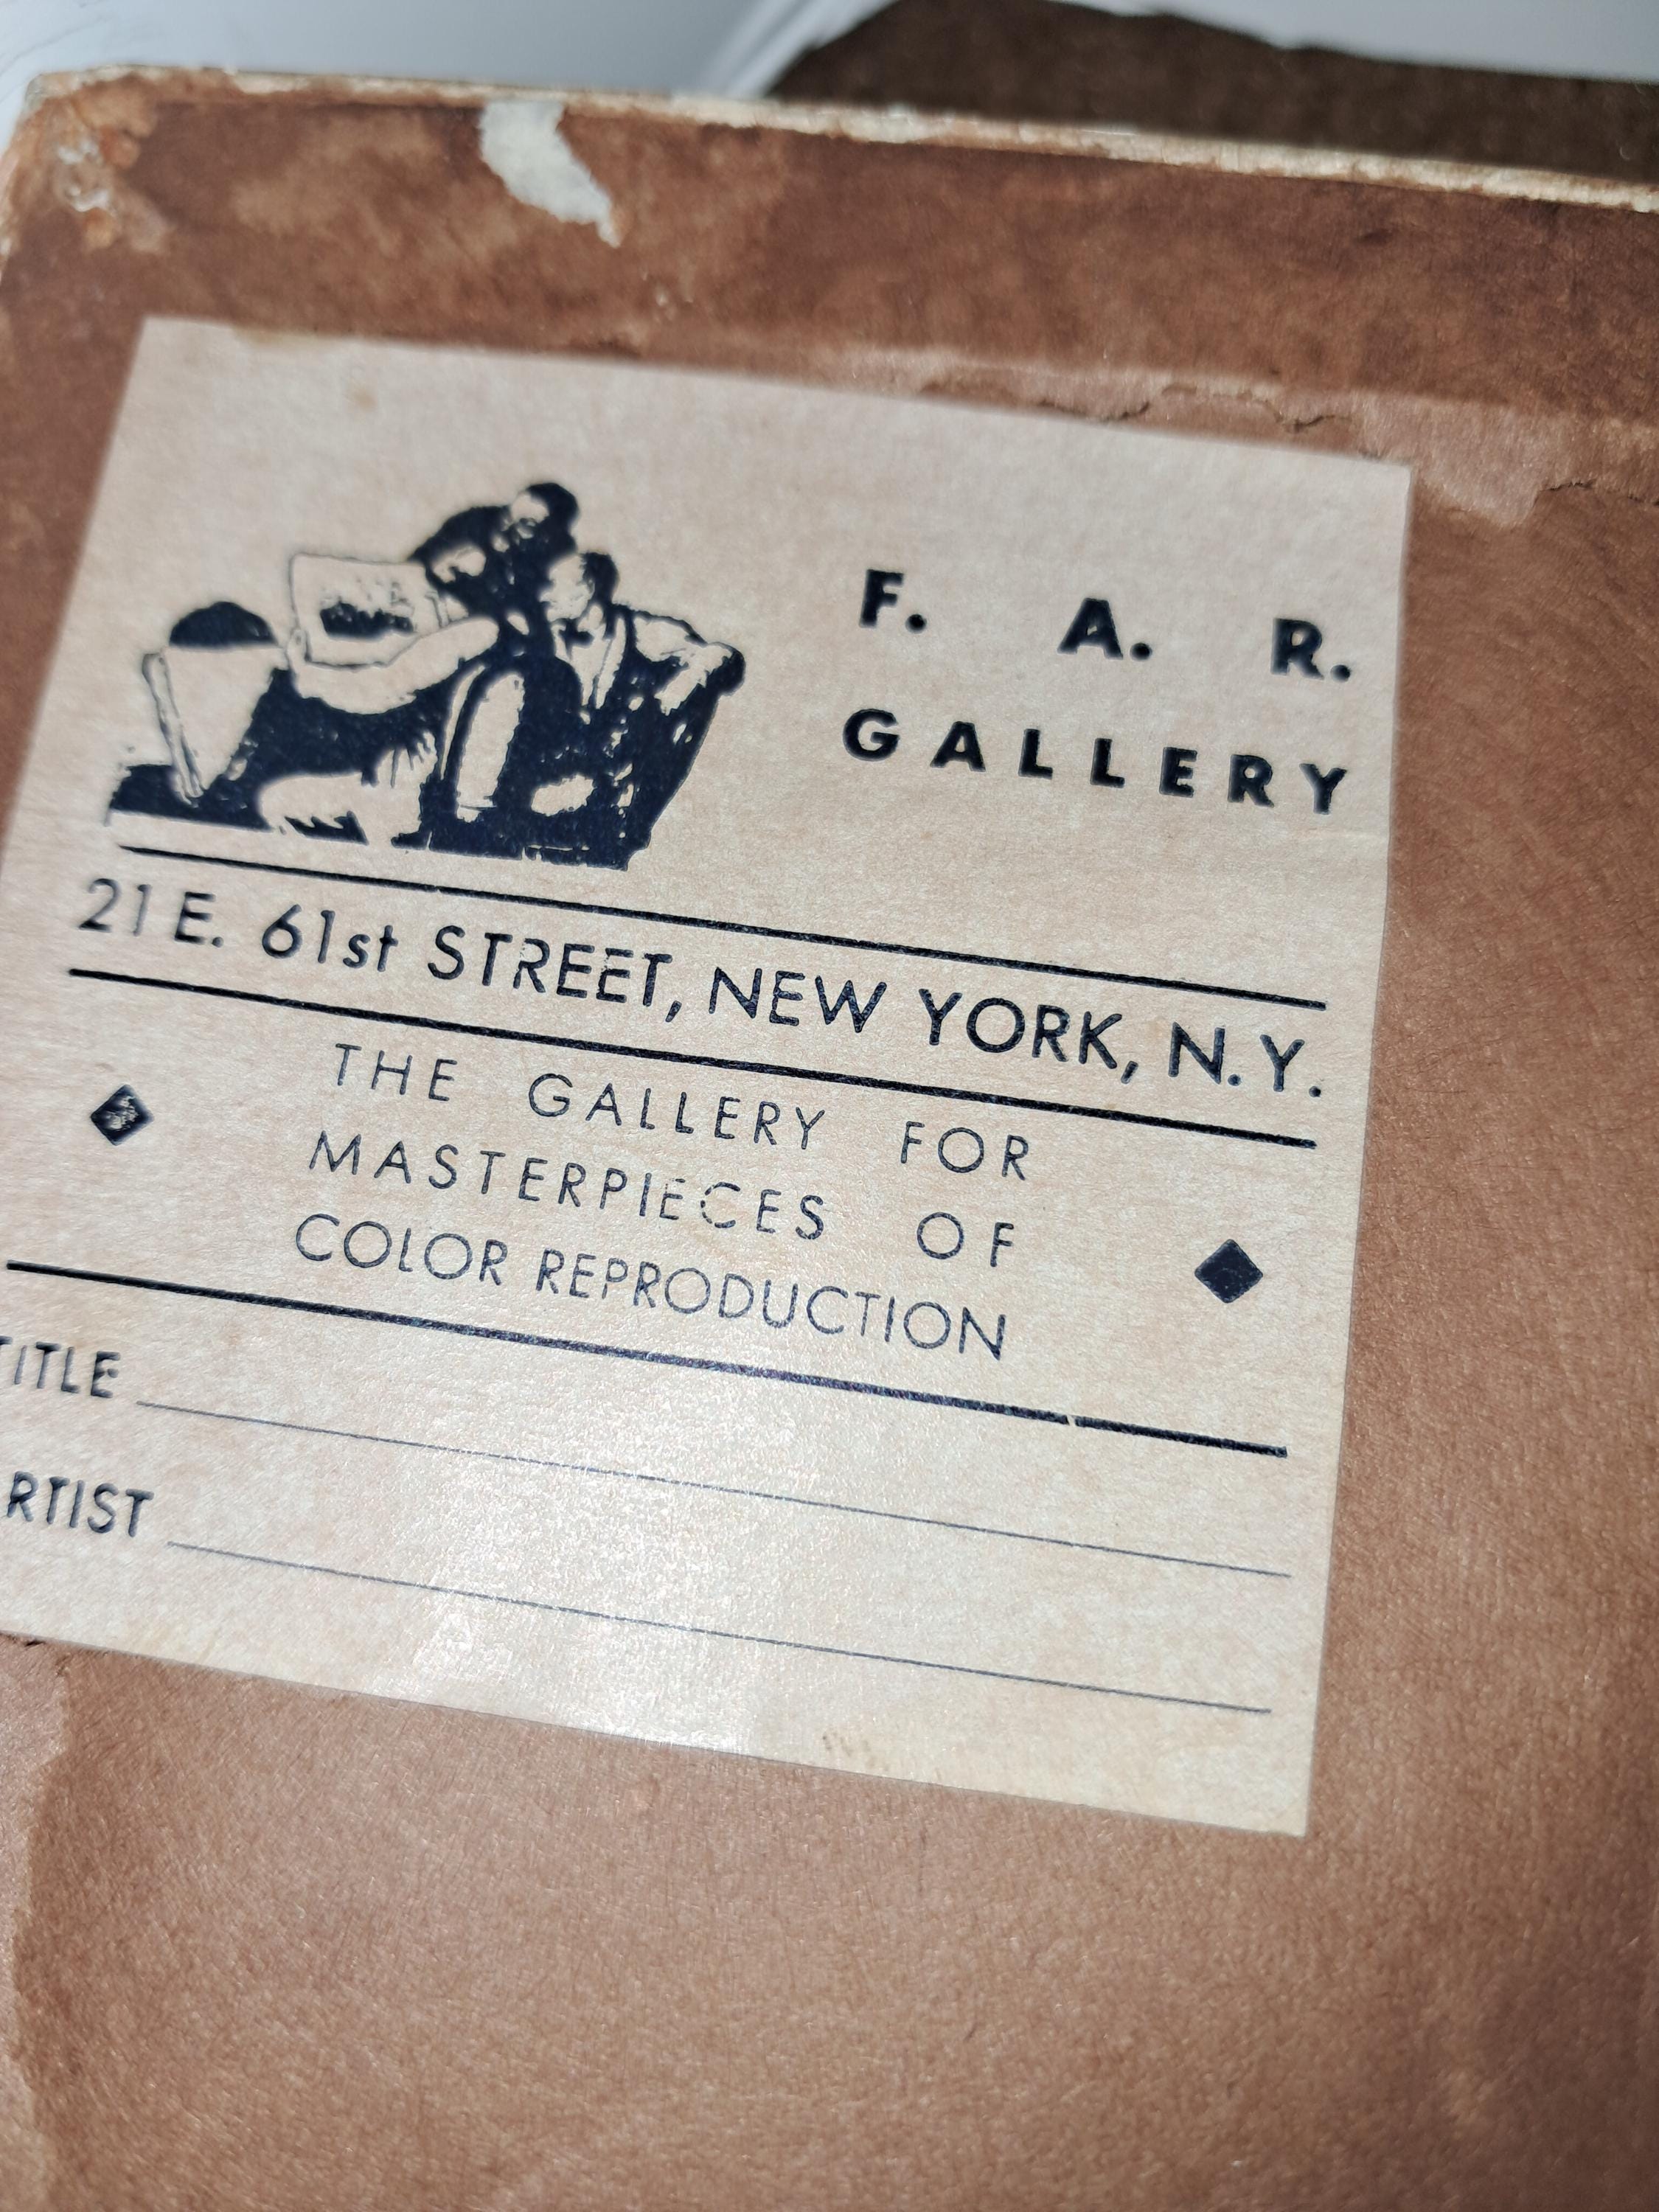 F. A. R.
GALLERY
21 E. 61st STREET, NEW YORK, N.Y.
THE GALLERY FOR
MASTERPIECES OF
COLOR REPRODUCTION
TITLE
RTIST